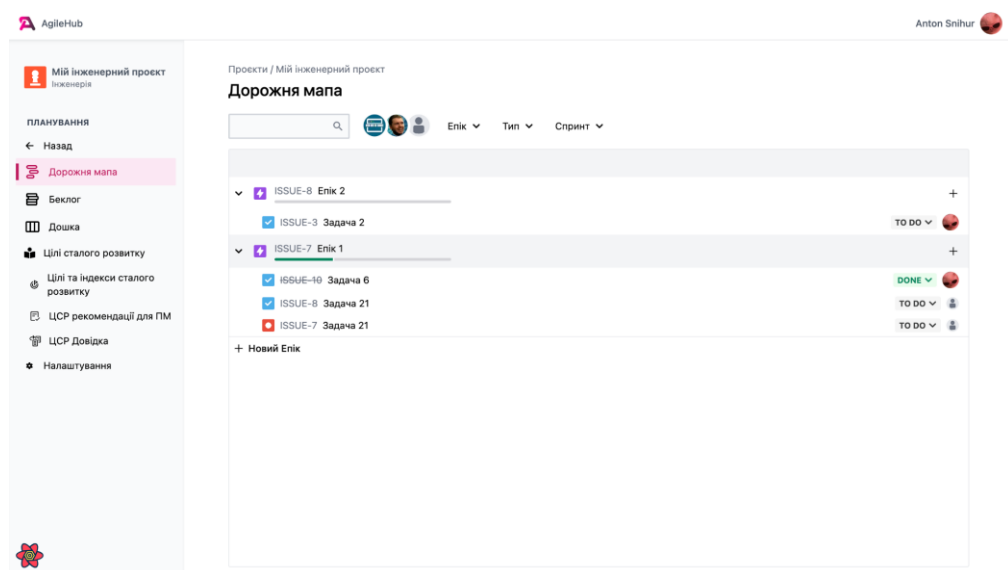 AgileHub
Anton Snihur
Мій інженерний проєкт
Інженерія
ПЛАНУВАННЯ
Назад
Дорожня мапа
Беклог
Дошка
Цілі сталого розвитку
Цілі та індекси сталого
розвитку
ЦСР рекомендації для ПМ
ЦСР Довідка
Налаштування
Проєкти / Мій інженерний проєкт
Дорожня мапа
Епік Тип Спринт
ISSUE-8 Епік 2
ISSUE-3 Задача 2 TO DO
ISSUE-7 Епік 1
ISSUE-10 Задача 6 DONE
ISSUE-8 Задача 21 TO DO
ISSUE-7 Задача 21 TO DO
+ Новий Епік